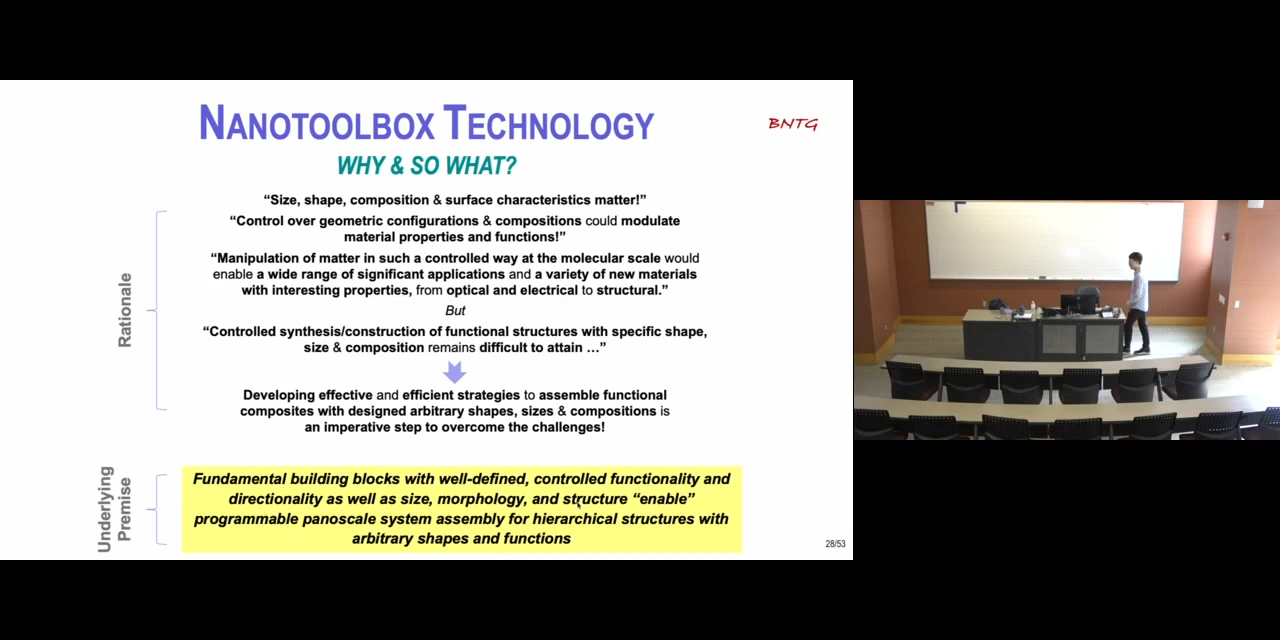 NANOTOOLBOX TECHNOLOGY
BNTG
WHY & SO WHAT?
“Size, shape, composition & surface characteristics matter!”
“Control over geometric configurations & compositions could modulate
material properties and functions!”
“Manipulation of matter in such a controlled way at the molecular scale would
enable a wide range of significant applications and a variety of new materials
with interesting properties, from optical and electrical to structural.”
But
“Controlled synthesis/construction of functional structures with specific shape,
size & composition remains difficult to attain …”
Rationale
Developing effective and efficient strategies to assemble functional
composites with designed arbitrary shapes, sizes & compositions is
an imperative step to overcome the challenges!
Underlying
Premise
Fundamental building blocks with well-defined, controlled functionality and
directionality as well as size, morphology, and structure “enable”
programmable panoscale system assembly for hierarchical structures with
arbitrary shapes and functions
28/53